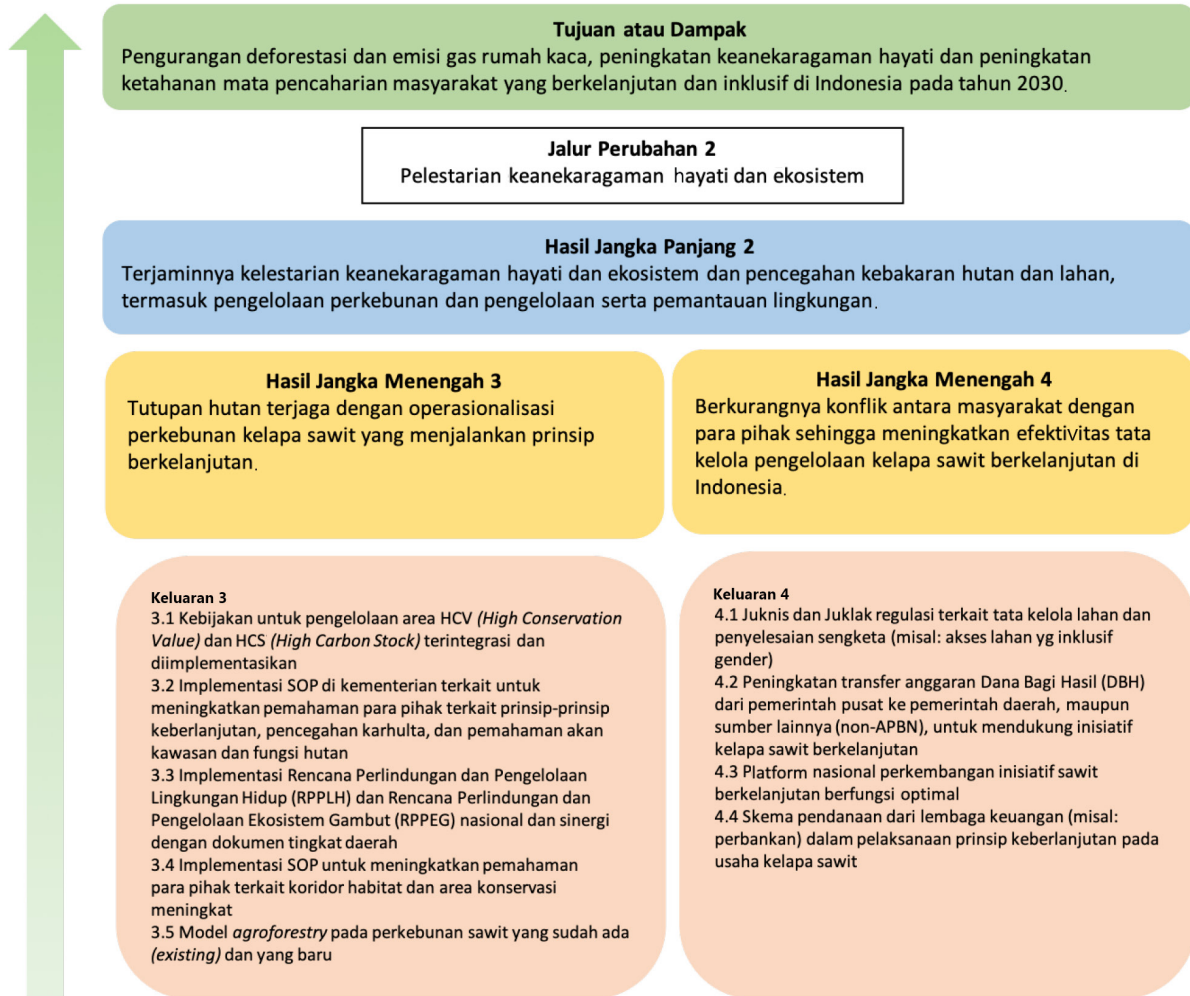 Tujuan atau Dampak
Pengurangan deforestasi dan emisi gas rumah kaca, peningkatan keanekaragaman hayati dan peningkatan
ketahanan mata pencaharian masyarakat yang berkelanjutan dan inklusif di Indonesia pada tahun 2030.
Jalur Perubahan 2
Pelestarian keanekaragaman hayati dan ekosistem
Hasil Jangka Panjang 2
Terjaminnya kelestarian keanekaragaman hayati dan ekosistem dan pencegahan kebakaran hutan dan lahan,
termasuk pengelolaan perkebunan dan pengelolaan serta pemantauan lingkungan.
Hasil Jangka Menengah 3
Tutupan hutan terjaga dengan operasionalisasi
perkebunan kelapa sawit yang menjalankan prinsip
berkelanjutan.
Hasil Jangka Menengah 4
Berkurangnya konflik antara masyarakat dengan
para pihak sehingga meningkatkan efektivitas tata
kelola pengelolaan kelapa sawit berkelanjutan di
Indonesia.
Keluaran 3
3.1 Kebijakan untuk pengelolaan area HCV (High Conservation
Value) dan HCS (High Carbon Stock) terintegrasi dan
diimplementasikan
3.2 Implementasi SOP di kementerian terkait untuk
meningkatkan pemahaman para pihak terkait prinsip-prinsip
keberlanjutan, pencegahan karhulta, dan pemahaman akan
kawasan dan fungsi hutan
3.3 Implementasi Rencana Perlindungan dan Pengelolaan
Lingkungan Hidup (RPPLH) dan Rencana Perlindungan dan
Pengelolaan Ekosistem Gambut (RPPEG) nasional dan sinergi
dengan dokumen tingkat daerah
3.4 Implementasi SOP untuk meningkatkan pemahaman
para pihak terkait koridor habitat dan area konservasi
meningkat
3.5 Model agroforestry pada perkebunan sawit yang sudah ada
(existing) dan yang baru
Keluaran 4
4.1 Juknis dan Juklak regulasi terkait tata kelola lahan dan
penyelesaian sengketa (misal: akses lahan yg inklusif
gender)
4.2 Peningkatan transfer anggaran Dana Bagi Hasil (DBH)
dari pemerintah pusat ke pemerintah daerah, maupun
sumber lainnya (non-APBN), untuk mendukung inisiatif
kelapa sawit berkelanjutan
4.3 Platform nasional perkembangan inisiatif sawit
berkelanjutan berfungsi optimal
4.4 Skema pendanaan dari lembaga keuangan (misal:
perbankan) dalam pelaksanaan prinsip keberlanjutan pada
usaha kelapa sawit